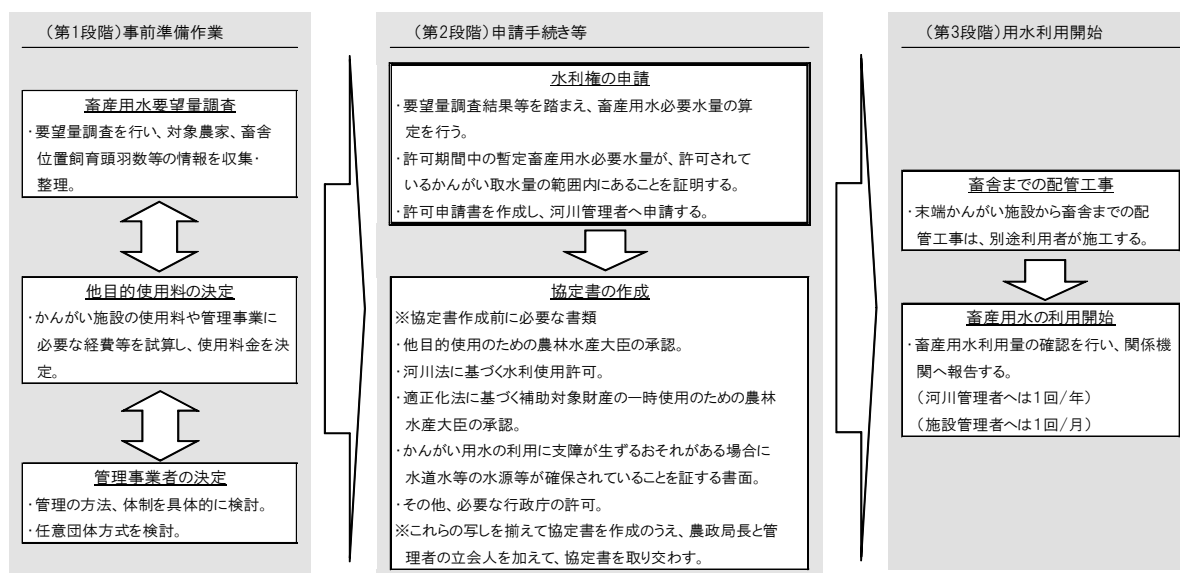 (第1段階)事前準備作業
畜産用水要望量調査
・要望量調査を行い、対象農家、畜舎
位置飼育頭羽数等の情報を収集・
整理。
他目的使用料の決定
・かんがい施設の使用料や管理事業に
必要な経費等を試算し、使用料金を決
定。
管理事業者の決定
・管理の方法、体制を具体的に検討。
・任意団体方式を検討。
(第2段階)申請手続き等
水利権の申請
・要望量調査結果等を踏まえ、畜産用水必要水量の算
定を行う。
・許可期間中の暫定畜産用水必要水量が、許可されて
いるかんがい取水量の範囲内にあることを証明する。
・許可申請書を作成し、河川管理者へ申請する。
協定書の作成
※協定書作成前に必要な書類
・他目的使用のための農林水産大臣の承認。
・河川法に基づく水利使用許可。
・適正化法に基づく補助対象財産の一時使用のための農林
水産大臣の承認。
・かんがい用水の利用に支障が生ずるおそれがある場合に
水道水等の水源等が確保されていることを証する書面。
・その他、必要な行政庁の許可。
※これらの写しを揃えて協定書を作成のうえ、農政局長と管
理者の立会人を加えて、協定書を取り交わす。
(第3段階)用水利用開始
畜舎までの配管工事
・末端かんがい施設から畜舎までの配
管工事は、別途利用者が施工する。
畜産用水の利用開始
・畜産用水利用量の確認を行い、関係機
関へ報告する。
(河川管理者へは1回/年)
(施設管理者へは1回/月)